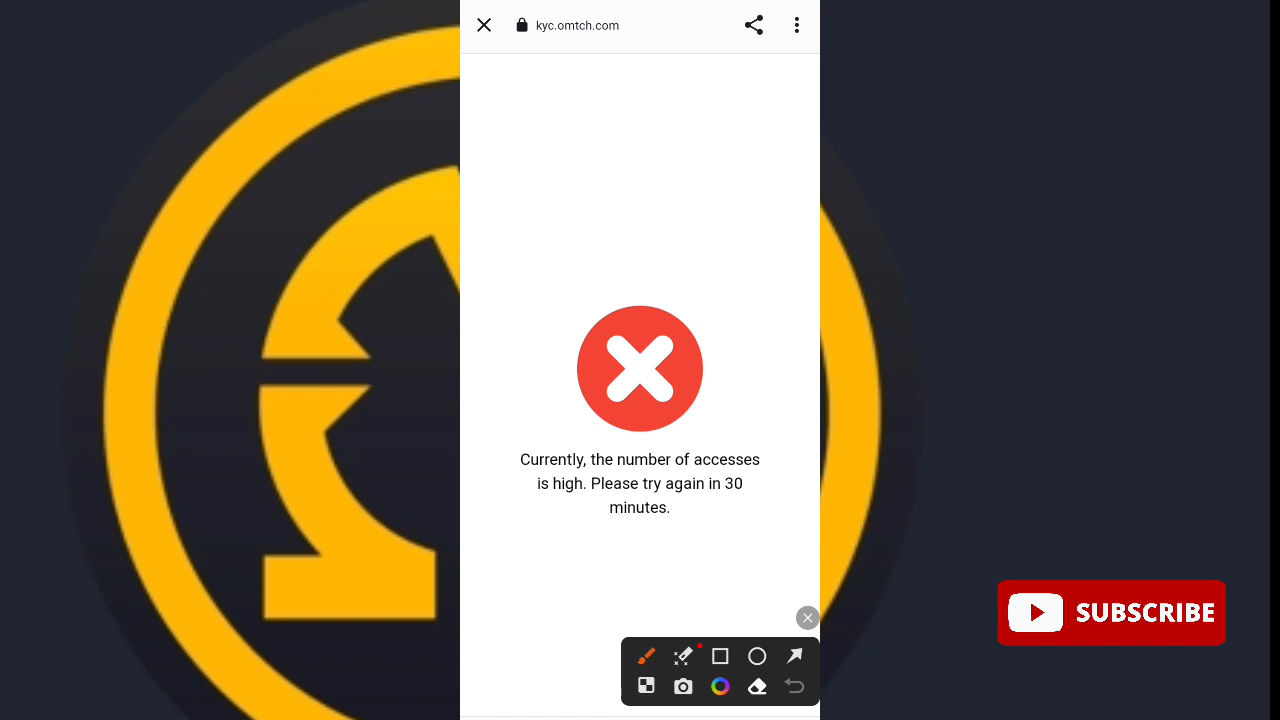 kyc.omtch.com
Currently, the number of accesses
is high. Please try again in 30
minutes.
SUBSCRIBE